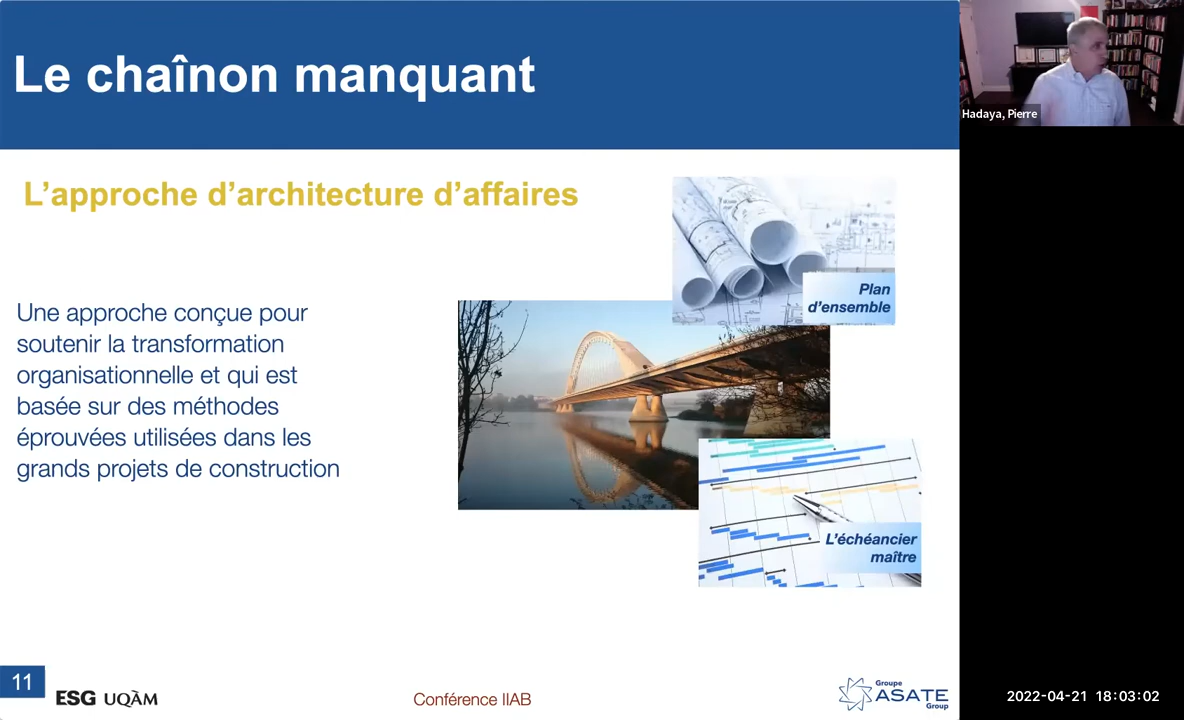 Le chaînon manquant
Hadaya, Pierre
L’approche d’architecture d’affaires
Plan
d’ensemble
Une approche conçue pour
soutenir la transformation
organisationnelle et qui est
basée sur des méthodes
éprouvées utilisées dans les
grands projets de construction
L’échéancier
maître
11
ESG UQÀM
Conférence IIAB
Groupe
ASATE
Group
2022-04-21 18:03:02